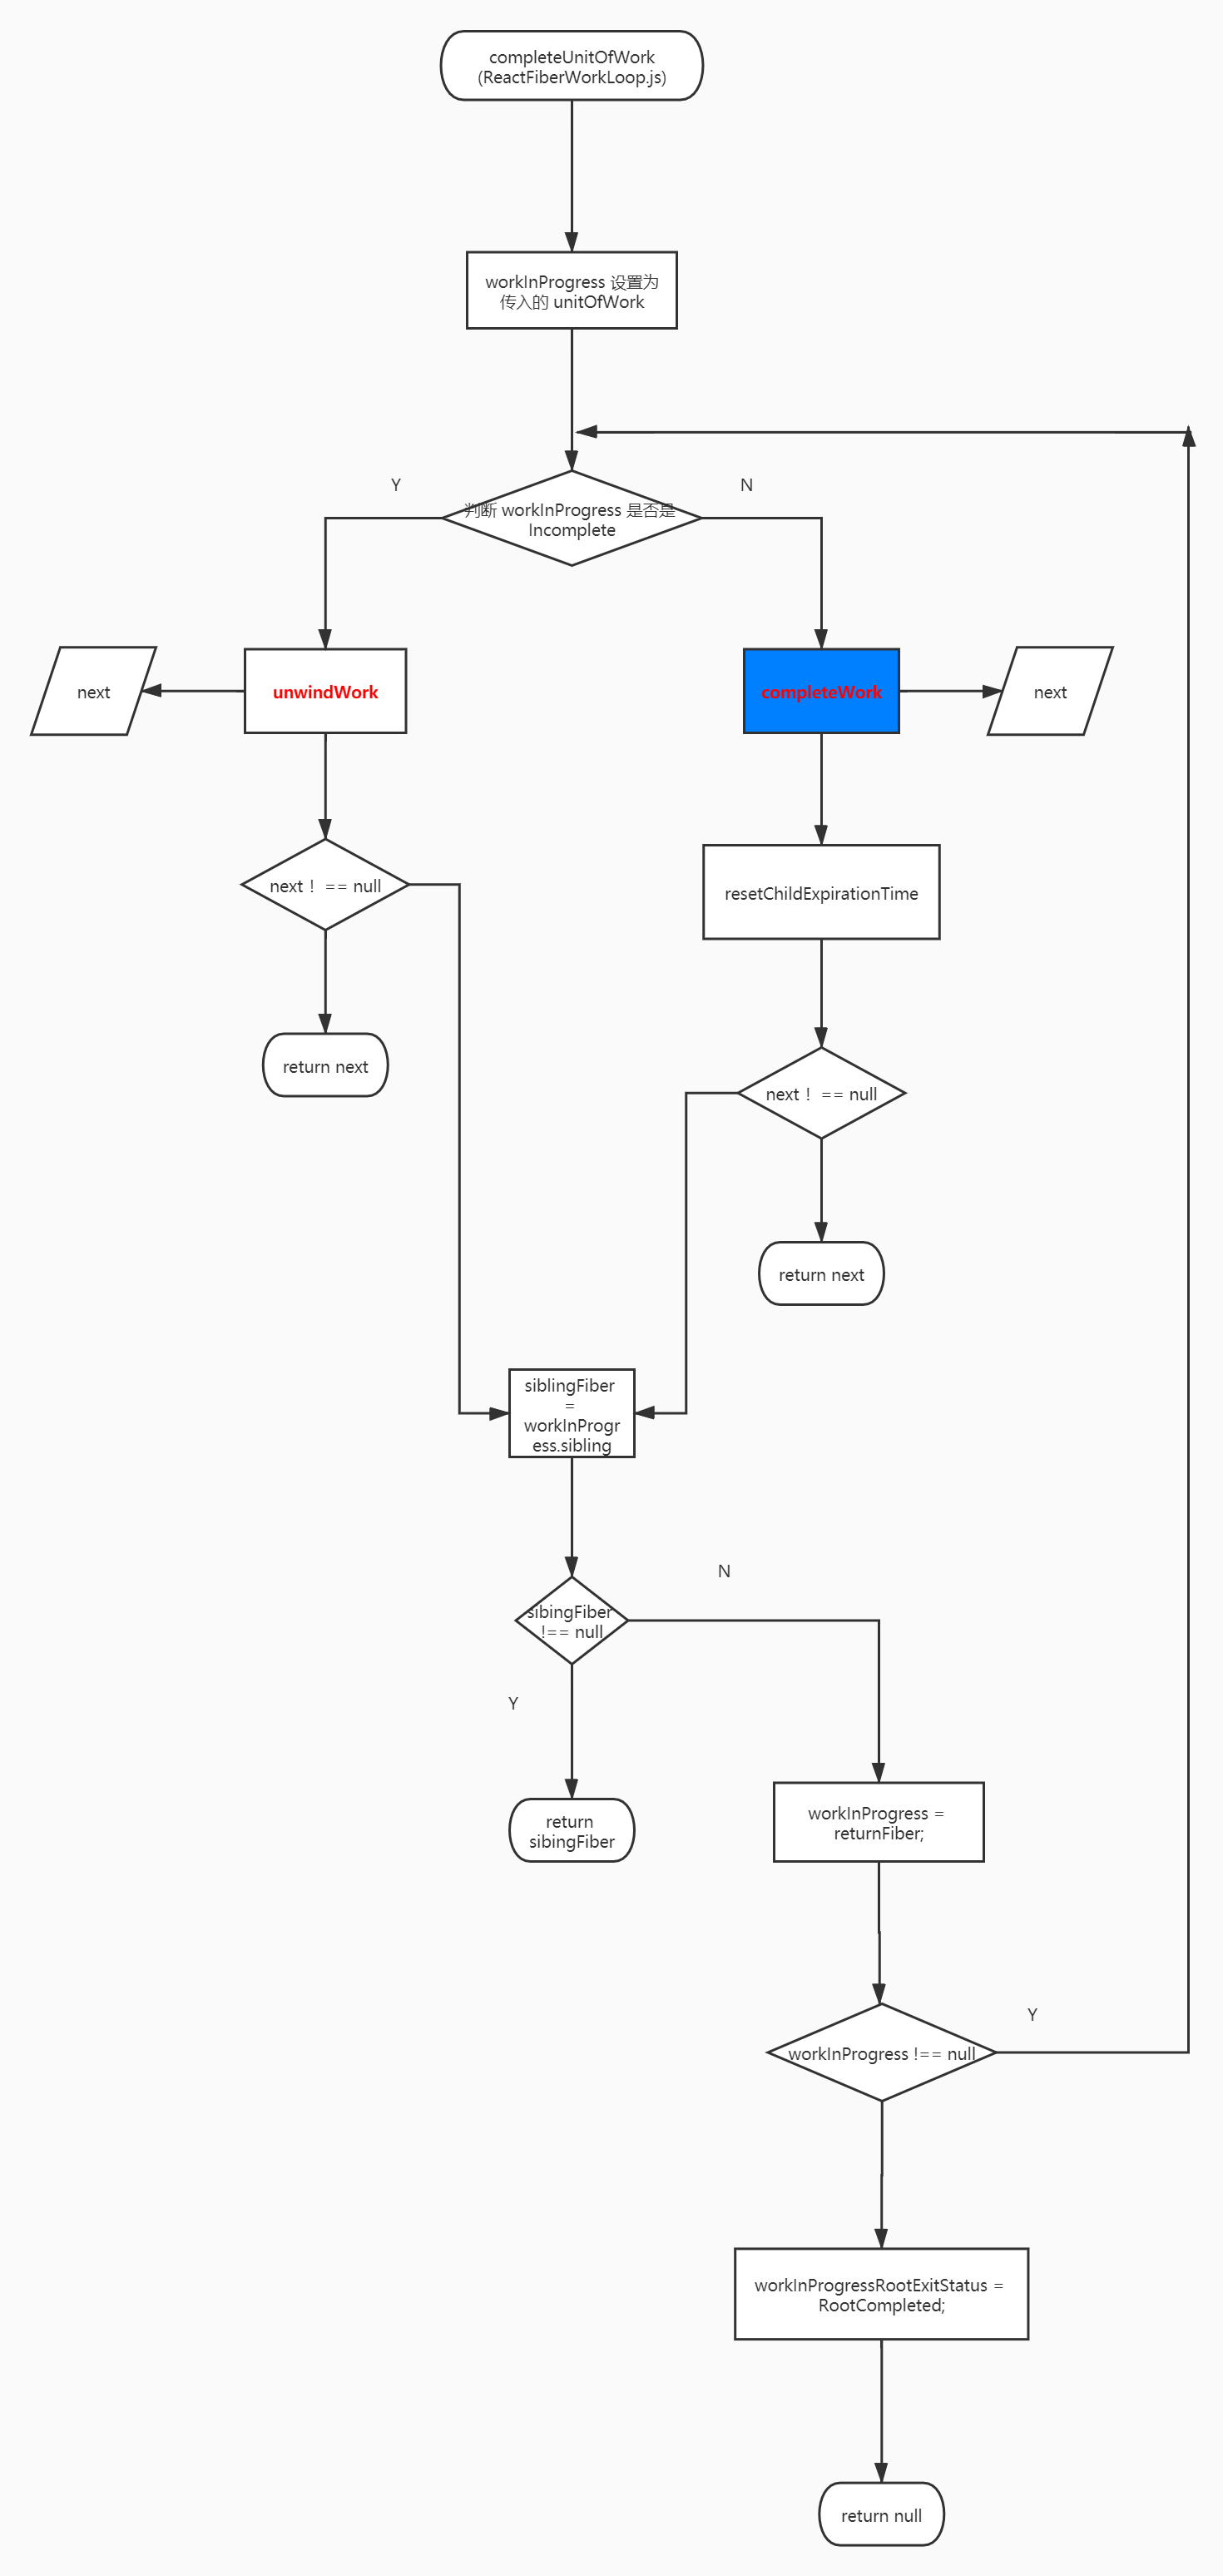 completeUnitOfWork
(ReactFiberWorkLoop.js)
workInProgress 设置为
传入的 unitOfWork
Y
N
判断 workInProgress 是否是
Incomplete
next
unwindWork
completeWork
next
next！ == null
resetChildExpirationTime
return next
next！ == null
return next
siblingFiber
=
workInProgr
ess.sibling
N
sibingFiber
!== null
Y
return
sibingFiber
workInProgress =
returnFiber;
Y
workInProgress !== null
workInProgressRootExitStatus =
RootCompleted;
return null